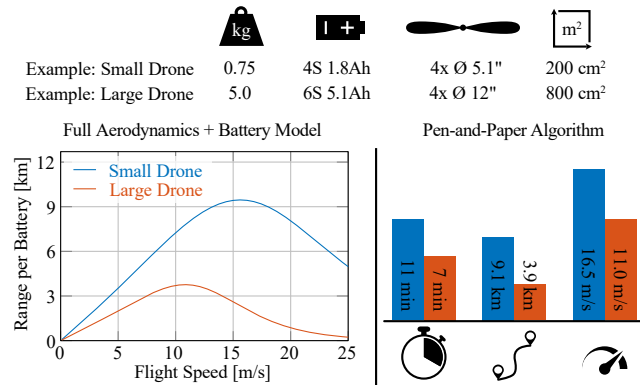 kg
m²
Example: Small Drone 0.75 4S 1.8Ah 4x Ø 5.1" 200 cm²
Example: Large Drone 5.0 6S 5.1Ah 4x Ø 12" 800 cm²
Full Aerodynamics + Battery Model
Range per Battery [km]
12
9
6
3
0
Small Drone
Large Drone
0 5 10 15 20 25
Flight Speed [m/s]
Pen-and-Paper Algorithm
11 min
7 min
9.1 km
3.9 km
16.5 m/s
11.0 m/s